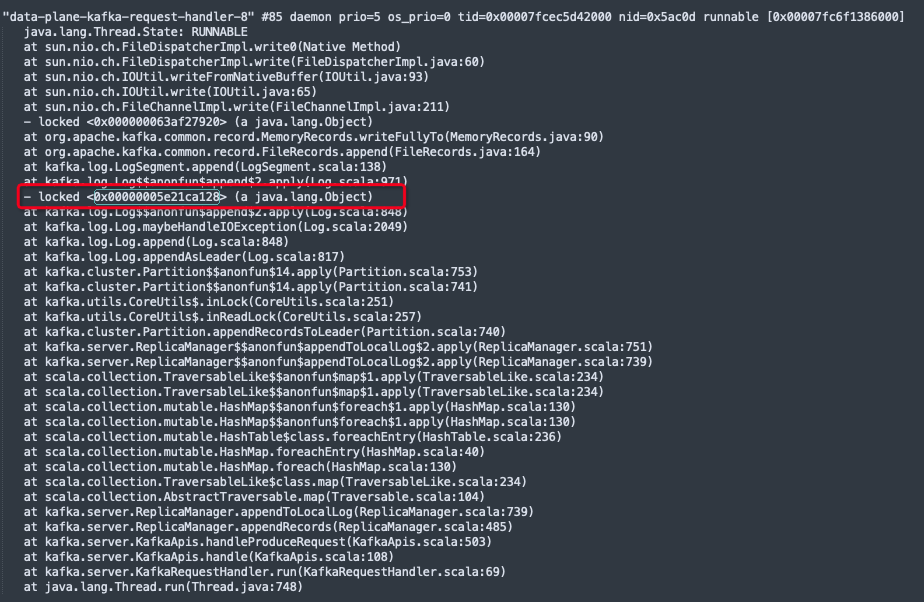 "data-plane-kafka-request-handler-8" #85 daemon prio=5 os_prio=0 tid=0x00007fcec5d42000 nid=0x5ac0d runnable [0x00007fc6f1386000]
java.lang.Thread.State: RUNNABLE
at sun.nio.ch.FileDispatcherImpl.write0(Native Method)
at sun.nio.ch.FileDispatcherImpl.write(FileDispatcherImpl.java:60)
at sun.nio.ch.IOUtil.writeFromNativeBuffer(IOUtil.java:93)
at sun.nio.ch.IOUtil.write(IOUtil.java:65)
at sun.nio.ch.FileChannelImpl.write(FileChannelImpl.java:211)
- locked <0x000000063af27920> (a java.lang.Object)
at org.apache.kafka.common.record.MemoryRecords.writeFullyTo(MemoryRecords.java:90)
at org.apache.kafka.common.record.FileRecords.append(FileRecords.java:164)
at kafka.log.LogSegment.append(LogSegment.scala:138)
at kafka.log.Log$$anonfun$append$2.apply(Log.scala:971)
- locked <0x00000005e21ca128> (a java.lang.Object)
at kafka.log.Log$$anonfun$append$2.apply(Log.scala:848)
at kafka.log.Log.maybeHandleIOException(Log.scala:2049)
at kafka.log.Log.append(Log.scala:848)
at kafka.log.Log.appendAsLeader(Log.scala:817)
at kafka.cluster.Partition$$anonfun$14.apply(Partition.scala:753)
at kafka.cluster.Partition$$anonfun$14.apply(Partition.scala:741)
at kafka.utils.CoreUtils$.inLock(CoreUtils.scala:251)
at kafka.utils.CoreUtils$.inReadLock(CoreUtils.scala:257)
at kafka.cluster.Partition.appendRecordsToLeader(Partition.scala:740)
at kafka.server.ReplicaManager$$anonfun$appendToLocalLog$2.apply(ReplicaManager.scala:751)
at kafka.server.ReplicaManager$$anonfun$appendToLocalLog$2.apply(ReplicaManager.scala:739)
at scala.collection.TraversableLike$$anonfun$map$1.apply(TraversableLike.scala:234)
at scala.collection.TraversableLike$$anonfun$map$1.apply(TraversableLike.scala:234)
at scala.collection.mutable.HashMap$$anonfun$foreach$1.apply(HashMap.scala:130)
at scala.collection.mutable.HashMap$$anonfun$foreach$1.apply(HashMap.scala:130)
at scala.collection.mutable.HashTable$class.foreachEntry(HashTable.scala:236)
at scala.collection.mutable.HashMap.foreachEntry(HashMap.scala:40)
at scala.collection.mutable.HashMap.foreach(HashMap.scala:130)
at scala.collection.TraversableLike$class.map(TraversableLike.scala:234)
at scala.collection.AbstractTraversable.map(Traversable.scala:104)
at kafka.server.ReplicaManager.appendToLocalLog(ReplicaManager.scala:739)
at kafka.server.ReplicaManager.appendRecords(ReplicaManager.scala:485)
at kafka.server.KafkaApis.handleProduceRequest(KafkaApis.scala:503)
at kafka.server.KafkaApis.handle(KafkaApis.scala:108)
at kafka.server.KafkaRequestHandler.run(KafkaRequestHandler.scala:69)
at java.lang.Thread.run(Thread.java:748)